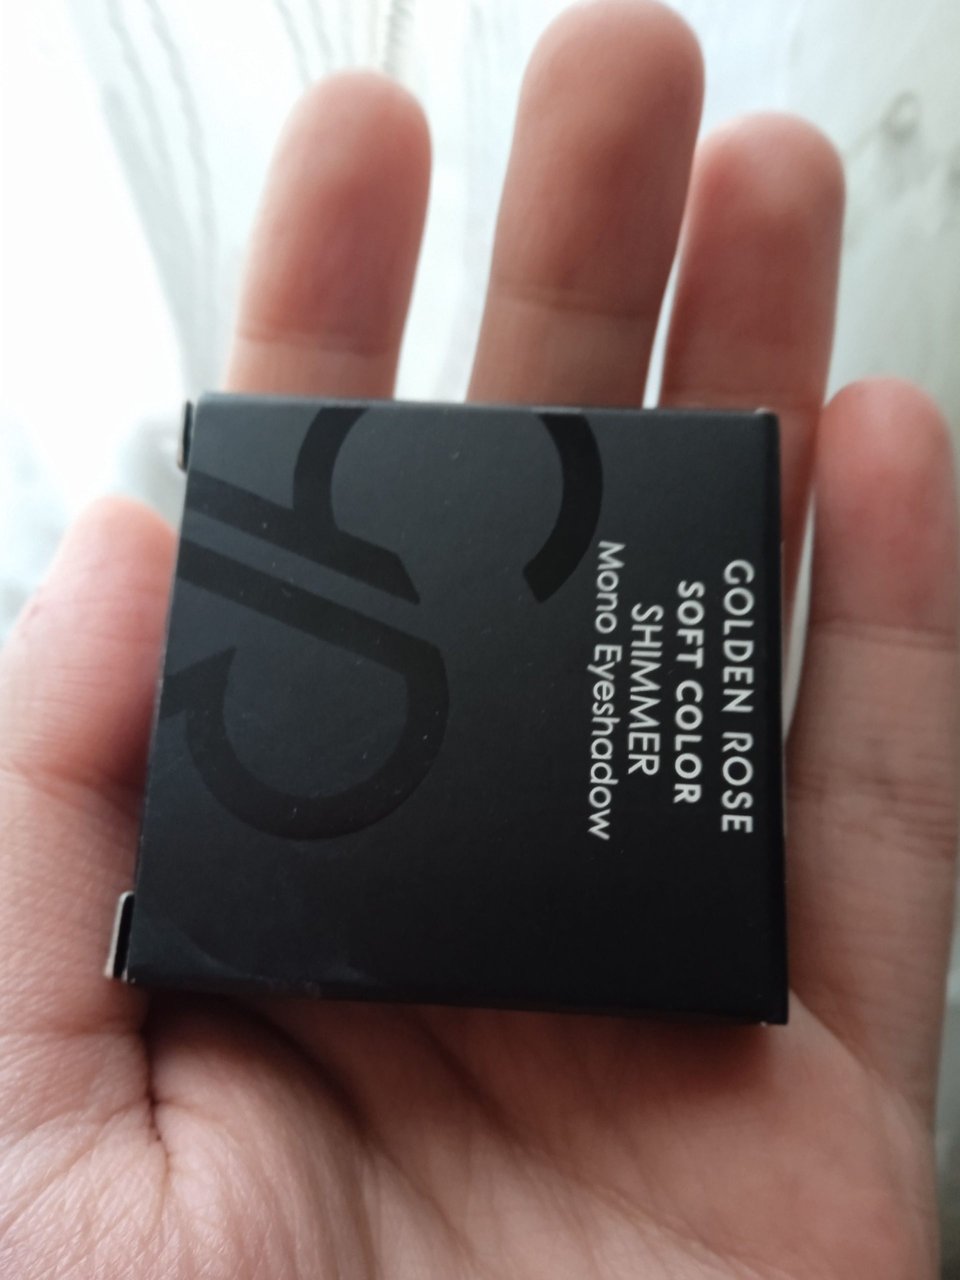 GOLDEN ROSE
SOFT COLOR
SHIMMER
Mono Eyeshadow